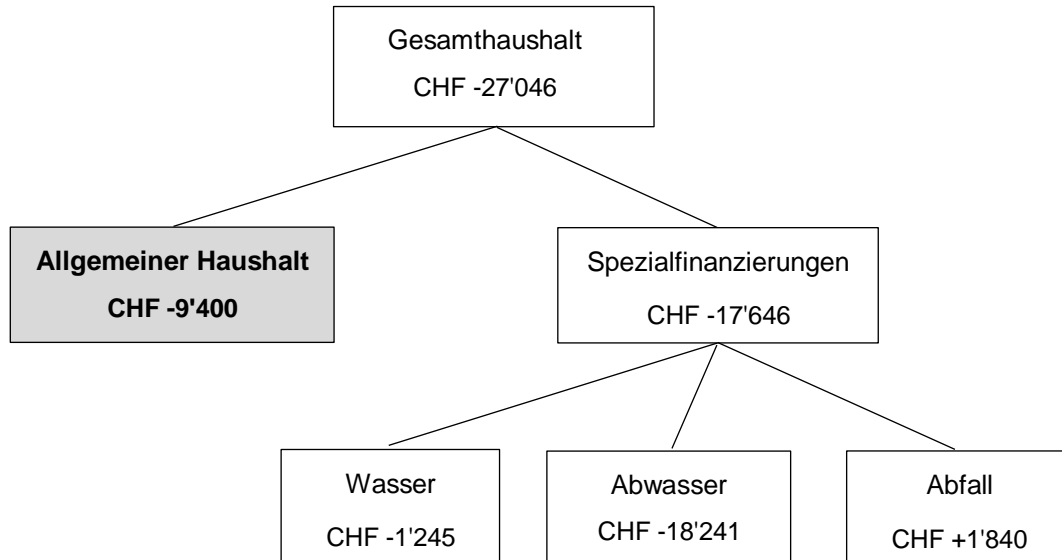 Gesamthaushalt
CHF -27'046
Allgemeiner Haushalt
CHF -9'400
Spezialfinanzierungen
CHF -17'646
Wasser
CHF -1'245
Abwasser
CHF -18'241
Abfall
CHF +1'840